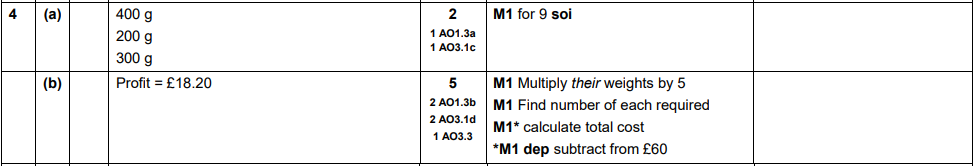 4 (a) 400 g 2 M1 for 9 soi
200 g 1 AO1.3a
300 g 1 AO3.1c
(b) Profit = £18.20 5 M1 Multiply their weights by 5
2 AO1.3b M1 Find number of each required
2 AO3.1d M1* calculate total cost
1 AO3.3 *M1 dep subtract from £60